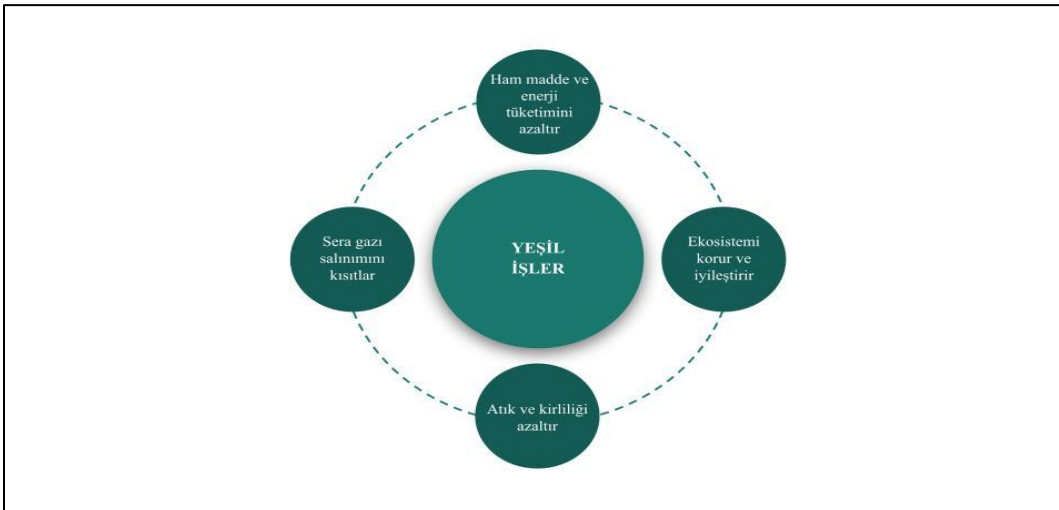 Ham madde ve
enerji
tüketimini
azaltır
Sera gazı
salınımını
kısıtlar
YEŞİL
İŞLER
Ekosistemi
korur ve
iyileştirir
Atık ve kirliliği
azaltır